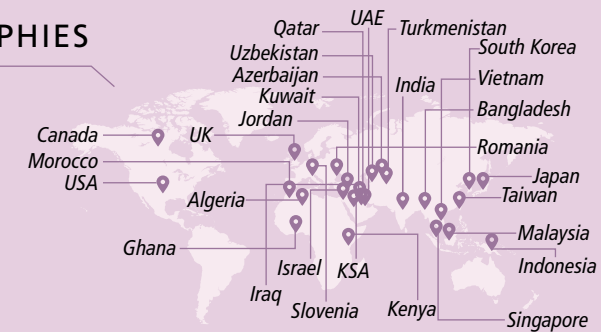 PHIES
UAE
Qatar
Turkmenistan
Uzbekistan
South Korea
Azerbaijan
India
Vietnam
Kuwait
Bangladesh
Jordan
Canada
UK
Romania
Morocco
USA
Japan
Algeria
Taiwan
Ghana
Malaysia
Israel
KSA
Indonesia
Iraq
Slovenia
Kenya
Singapore